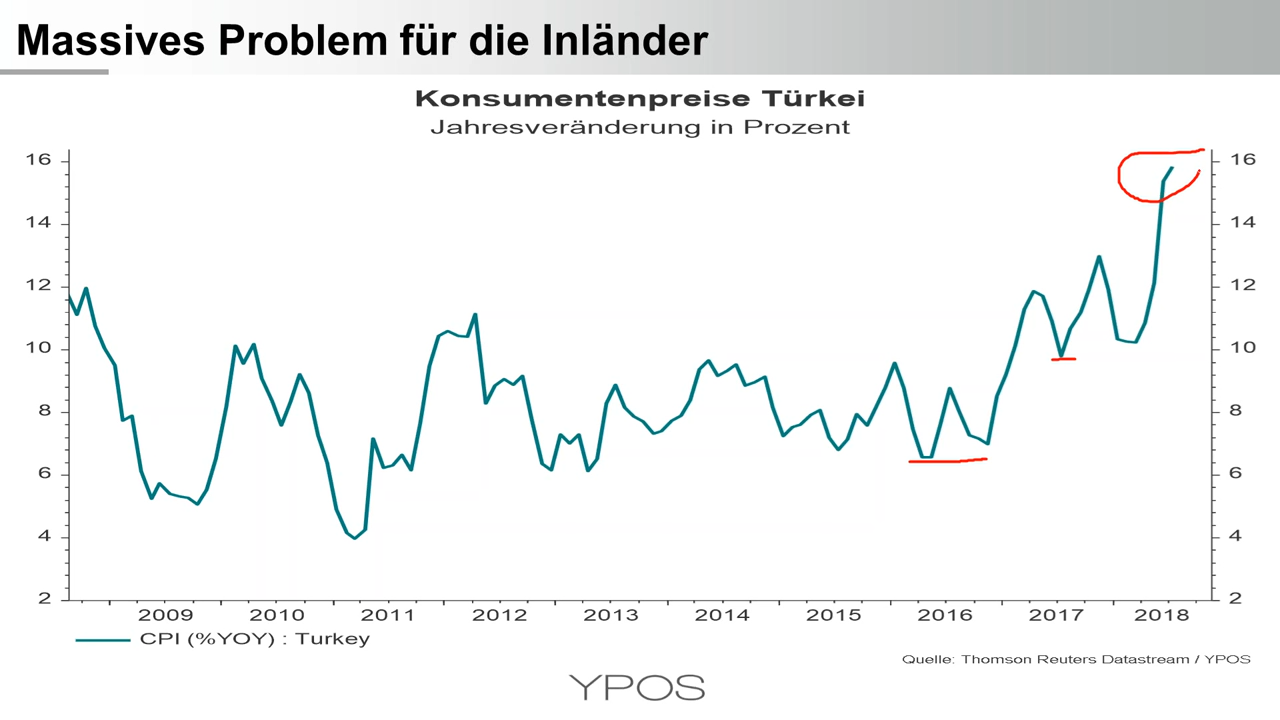 Massives Problem für die Inländer
Konsumentenpreise Türkei
Jahresveränderung in Prozent
16 16
14 14
12 12
10 10
8 8
6 6
4 4
2 2
2009 2010 2011 2012 2013 2014 2015 2016 2017 2018
CPI (%YOY) : Turkey
Quelle: Thomson Reuters Datastream / YPOS
YPOS